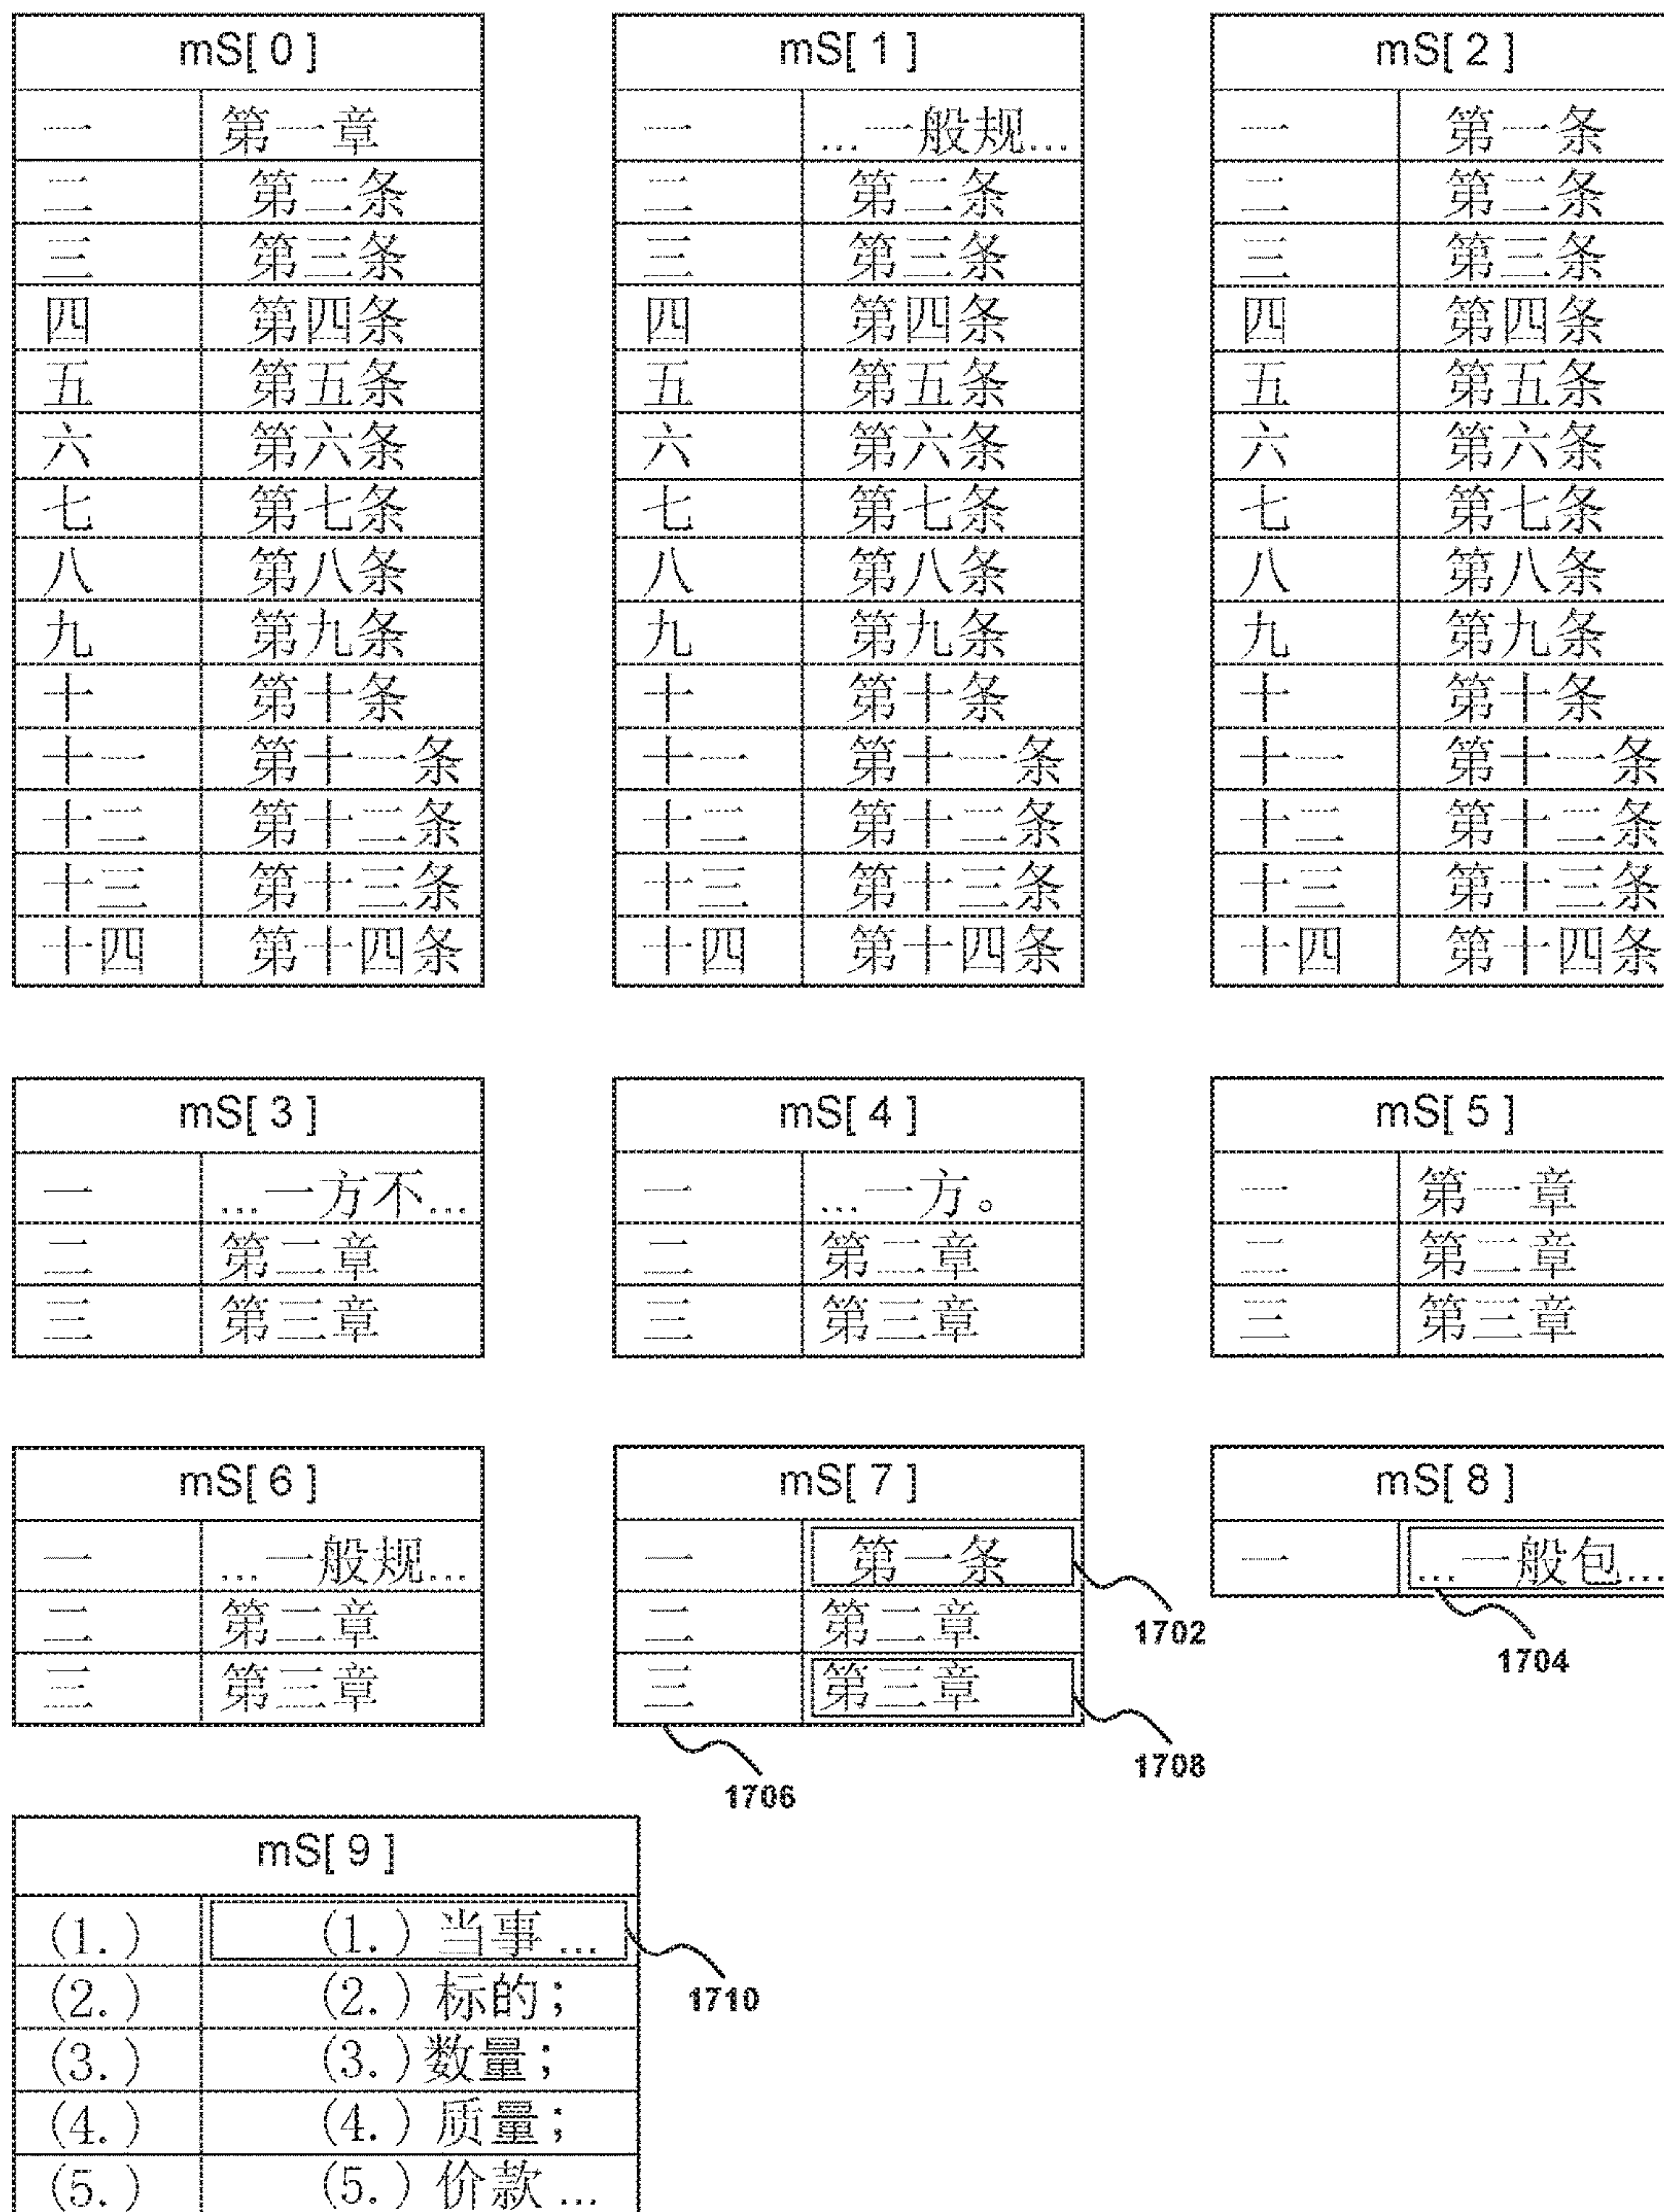 mS[ 0 ]
一 第一章
二 第二条
三 第三条
四 第四条
五 第五条
六 第六条
七 第七条
八 第八条
九 第九条
十 第十条
十一 第十一条
十二 第十二条
十三 第十三条
十四 第十四条
mS[ 1 ]
一 ...一般规...
二 第二条
三 第三条
四 第四条
五 第五条
六 第六条
七 第七条
八 第八条
九 第九条
十 第十条
十一 第十一条
十二 第十二条
十三 第十三条
十四 第十四条
mS[ 2 ]
一 第一条
二 第二条
三 第三条
四 第四条
五 第五条
六 第六条
七 第七条
八 第八条
九 第九条
十 第十条
十一 第十一条
十二 第十二条
十三 第十三条
十四 第十四条
mS[ 3 ]
一 ...一方不...
二 第二章
三 第三章
mS[ 4 ]
一 ...一方。
二 第二章
三 第三章
mS[ 5 ]
一 第一章
二 第二章
三 第三章
mS[ 6 ]
一 ...一般规...
二 第二章
三 第三章
mS[ 7 ]
一 第一条
二 第二章
三 第三章
1702
1708
1706
mS[ 8 ]
一 ...一般包...
1704
mS[ 9 ]
(1.) (1.) 当事 ...
(2.) (2.) 标的;
(3.) (3.) 数量;
(4.) (4.) 质量;
(5.) (5.) 价款 ...
1710